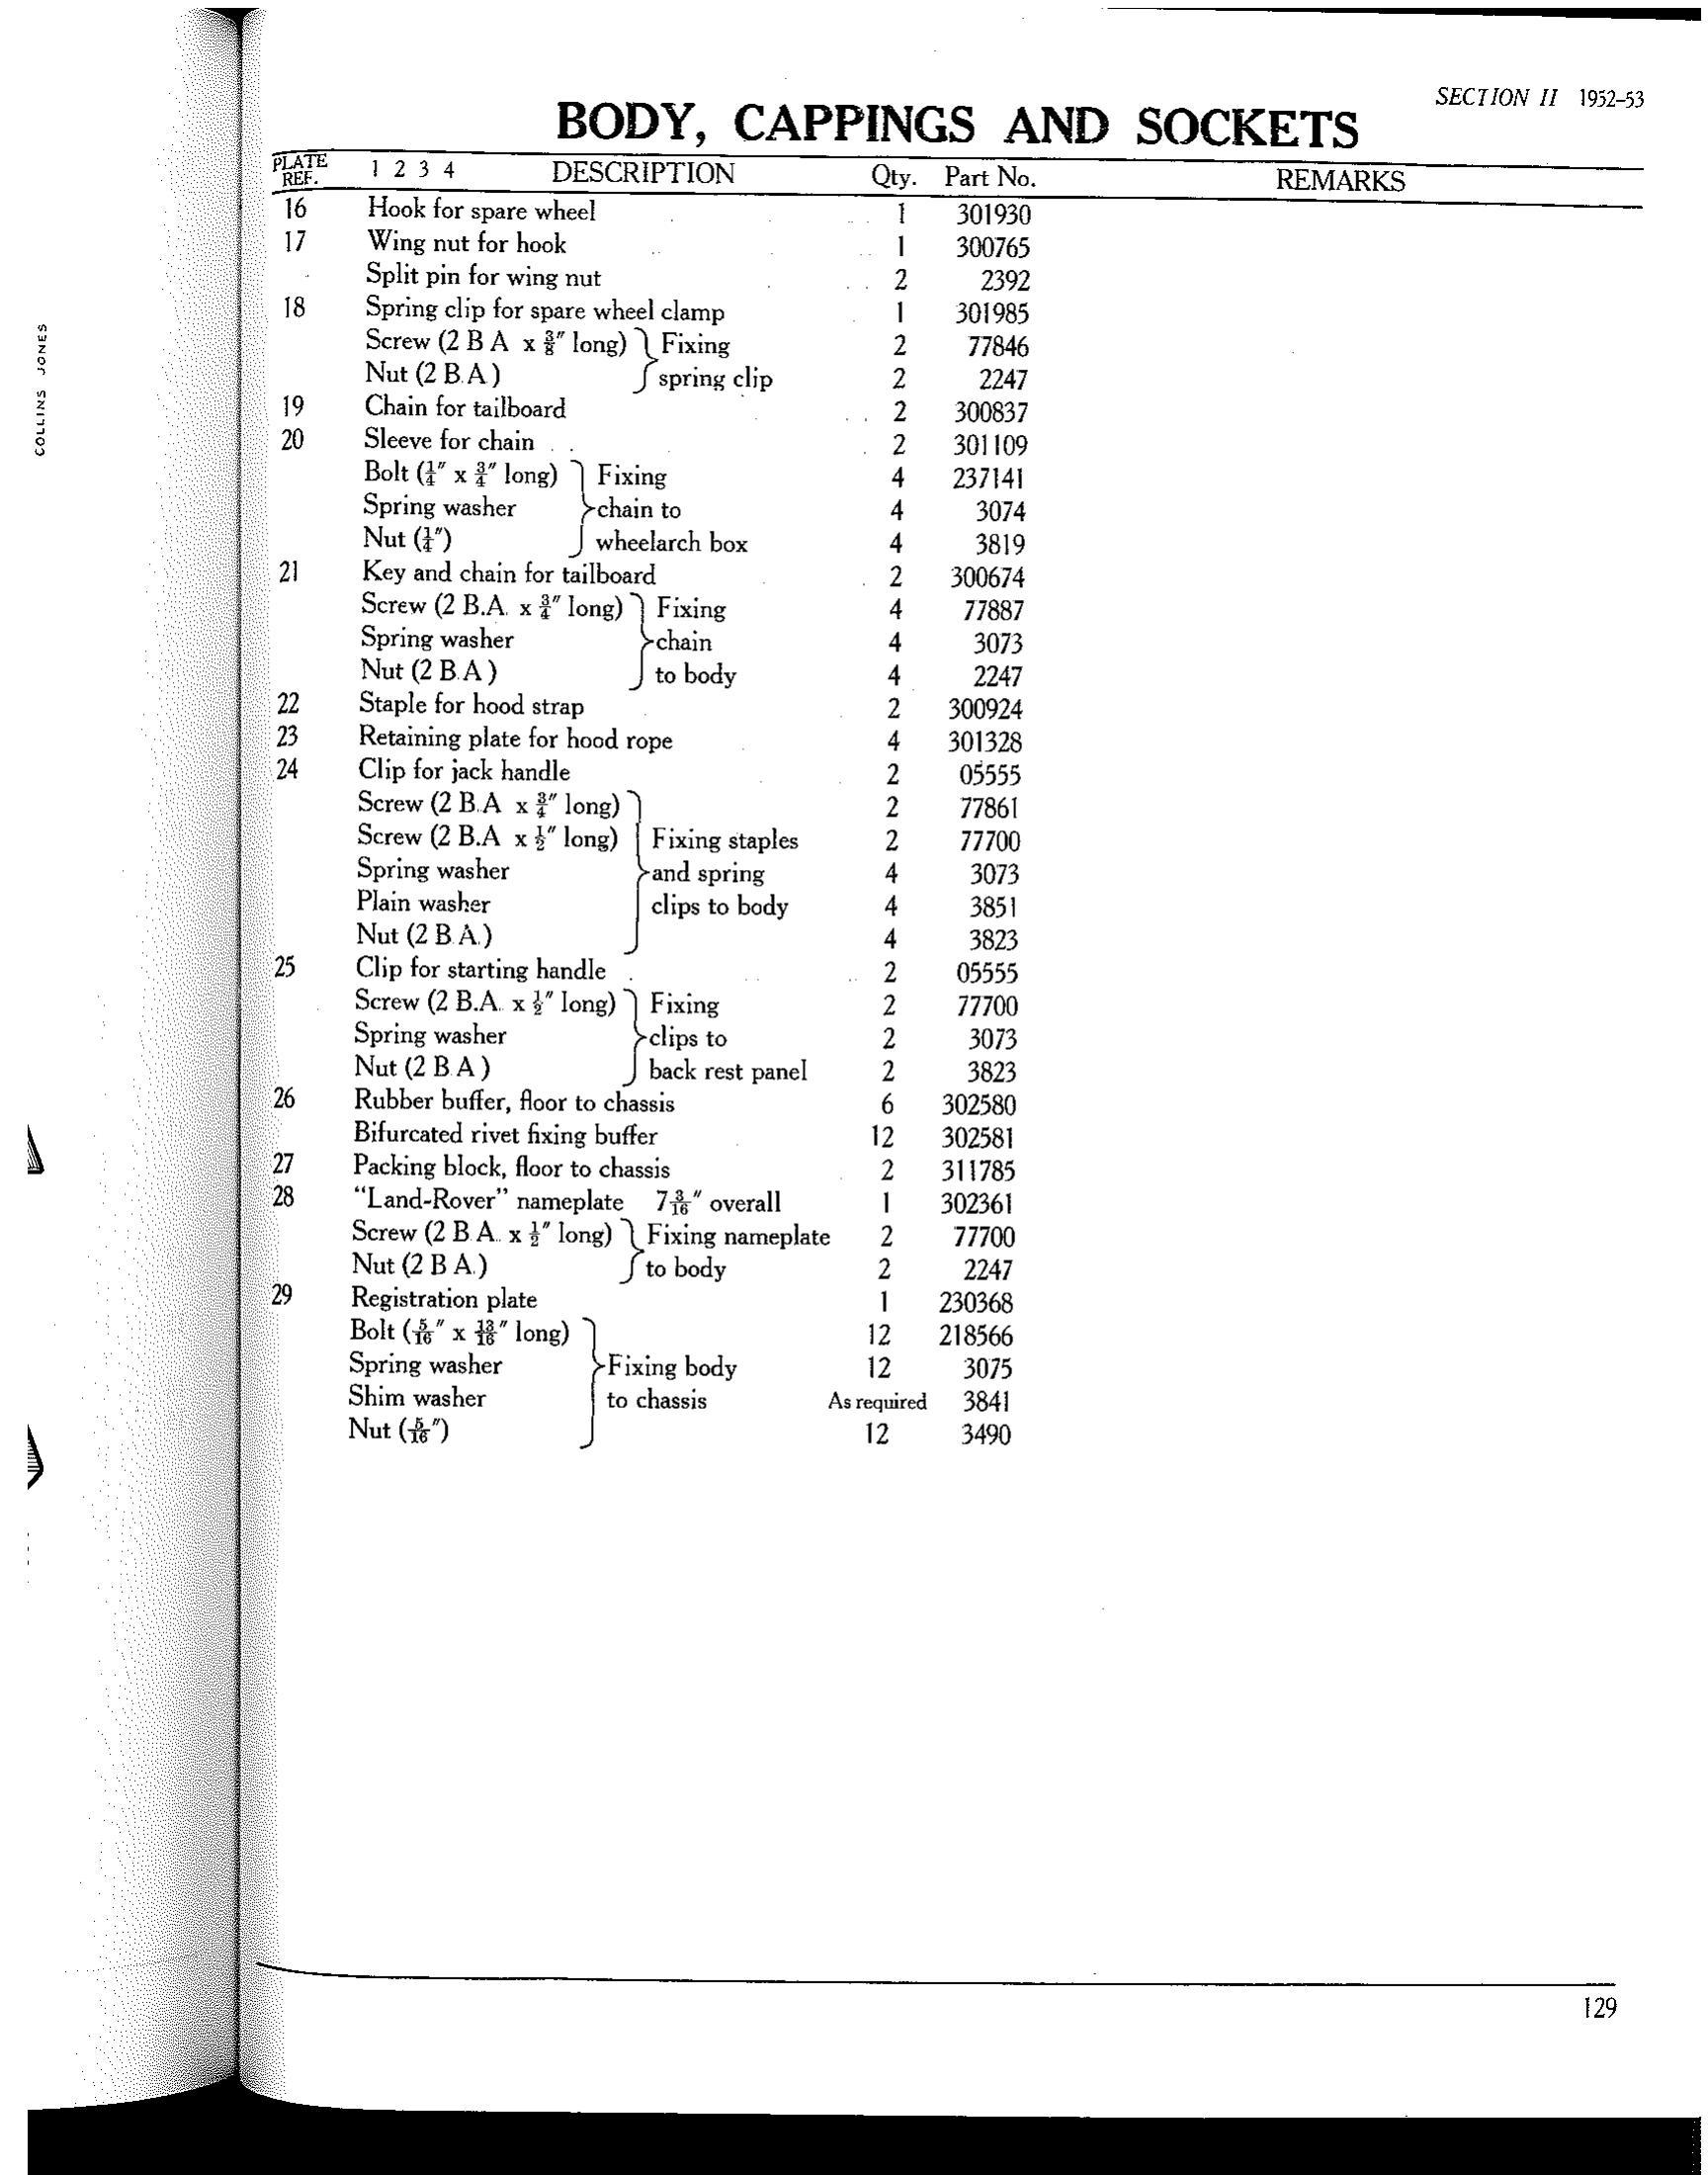 SECTION II 1952–53
BODY, CAPPINGS AND SOCKETS
PLATE REF. 1 2 3 4 DESCRIPTION Qty. Part No. REMARKS
16 Hook for spare wheel .. 1 301930
17 Wing nut for hook .. 1 300765
Split pin for wing nut .. 2 2392
18 Spring clip for spare wheel clamp 1 301985
Screw (2 B A x 3/8″ long) } Fixing 2 77846
Nut (2 B.A) } spring clip 2 2247
19 Chain for tailboard .. 2 300837
20 Sleeve for chain .. 2 301109
Bolt (1/4″ x 3/4″ long) } Fixing 4 237141
Spring washer } chain to 4 3074
Nut (1/4″) } wheelarch box 4 3819
21 Key and chain for tailboard . 2 300674
Screw (2 B.A. x 3/4″ long) } Fixing 4 77887
Spring washer } chain 4 3073
Nut (2 B.A) } to body 4 2247
22 Staple for hood strap 2 300924
23 Retaining plate for hood rope 4 301328
24 Clip for jack handle 2 05555
Screw (2 B.A x 3/4″ long) } 2 77861
Screw (2 B.A x 1/2″ long) } Fixing staples 2 77700
Spring washer } and spring 4 3073
Plain washer } clips to body 4 3851
Nut (2 B.A.) } 4 3823
25 Clip for starting handle . .. 2 05555
Screw (2 B.A. x 1/2″ long) } Fixing 2 77700
Spring washer } clips to 2 3073
Nut (2 B.A) } back rest panel 2 3823
26 Rubber buffer, floor to chassis 6 302580
Bifurcated rivet fixing buffer 12 302581
27 Packing block, floor to chassis 2 311785
28 “Land-Rover” nameplate 7 3/16″ overall 1 302361
Screw (2 B.A. x 1/2″ long) } Fixing nameplate 2 77700
Nut (2 B A.) } to body 2 2247
29 Registration plate 1 230368
Bolt (5/16″ x 13/16″ long) } 12 218566
Spring washer } Fixing body 12 3075
Shim washer } to chassis As required 3841
Nut (5/16″) } 12 3490
129
COLLINS JONES